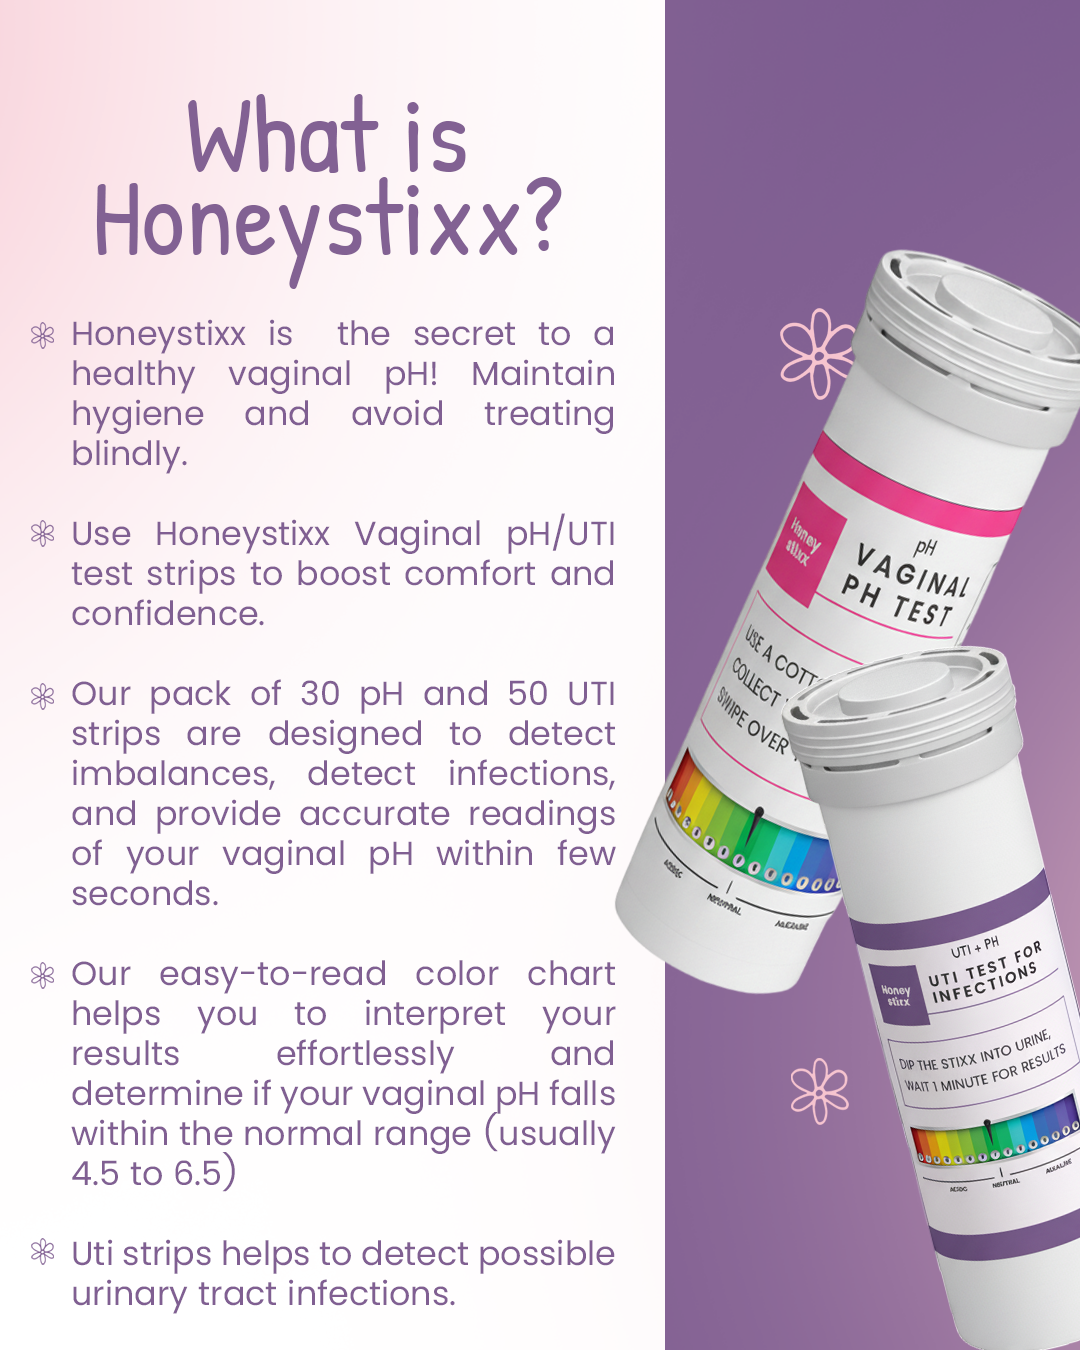 What is
Honeystixx?
Honeystixx is the secret to a
healthy vaginal pH! Maintain
hygiene and avoid treating
blindly.
Use Honeystixx Vaginal pH/UTI
test strips to boost comfort and
confidence.
Our pack of 30 pH and 50 UTI
strips are designed to detect
imbalances, detect infections,
and provide accurate readings
of your vaginal pH within few
seconds.
Our easy-to-read color chart
helps you to interpret your
results effortlessly and
determine if your vaginal pH falls
within the normal range (usually
4.5 to 6.5)
Uti strips helps to detect possible
urinary tract infections.
Honey
stixx
pH
VAGINAL
PH TEST
USE A COTT
COLLECT
SWIPE OVER
ACIDIC
NEUTRAL
ALKALINE
Honey
stixx
UTI + PH
UTI TEST FOR
INFECTIONS
DIP THE STIXX INTO URINE,
WAIT 1 MINUTE FOR RESULTS
ACIDIC
NEUTRAL
ALKALINE